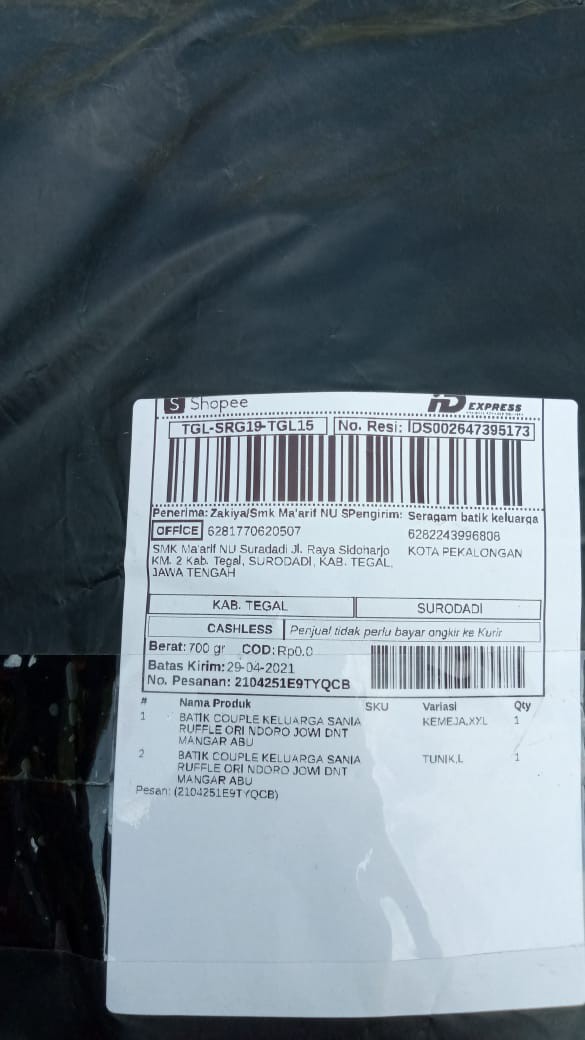 S Shopee
iD EXPRESS
TGL-SRG19-TGL15
No. Resi: IDS002647395173
Penerima: Zakiya/Smk Ma'arif NU S
OFFICE 6281770620507
SMK Ma'arif NU Suradadi Jl. Raya Sidoharjo
KM. 2 Kab. Tegal, SURODADI, KAB. TEGAL,
JAWA TENGAH
Pengirim: Seragam batik keluarga
6282243996808
KOTA PEKALONGAN
KAB. TEGAL
SURODADI
CASHLESS
Penjual tidak perlu bayar ongkir ke Kurir
Berat: 700 gr COD: Rp0.0
Batas Kirim: 29-04-2021
No. Pesanan: 2104251E9TYQCB
# Nama Produk SKU Variasi Qty
1 BATIK COUPLE KELUARGA SANIA KEMEJA,XXL 1
RUFFLE ORI NDORO JOWI DNT
MANGAR ABU
2 BATIK COUPLE KELUARGA SANIA TUNIK,L 1
RUFFLE ORI NDORO JOWI DNT
MANGAR ABU
Pesan: (2104251E9TYQCB)